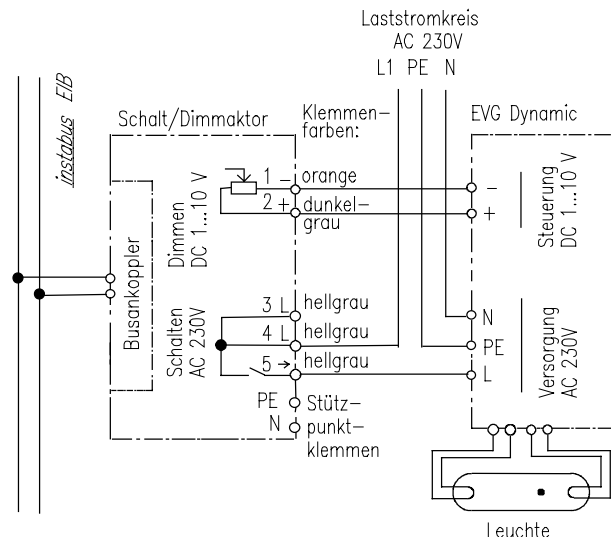 Laststromkreis
AC 230V
L1 PE N
instabus EIB
Schalt/Dimmaktor
Klemmen-
farben:
EVG Dynamic
Busankoppler
Dimmen
DC 1...10 V
1 - orange
2 + dunkel-
grau
- 
+
Steuerung
DC 1...10 V
Schalten
AC 230V
3 L hellgrau
4 L hellgrau
5 → hellgrau
PE Stütz-
N punkt-
klemmen
N
PE
L
Versorgung
AC 230V
Leuchte